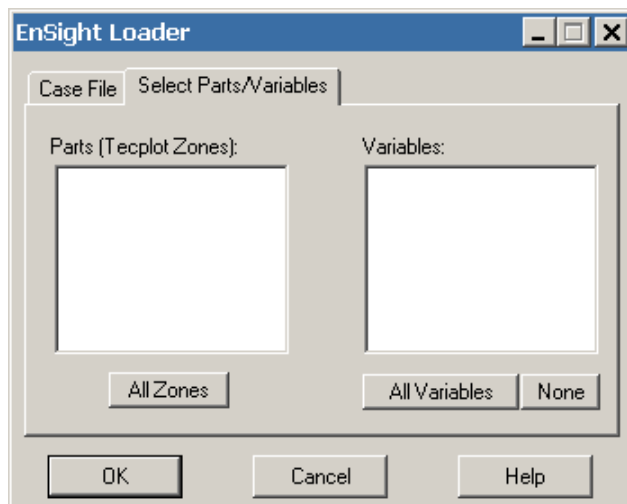 EnSight Loader
Case File Select Parts/Variables
Parts (Tecplot Zones): Variables:
All Zones All Variables None
OK Cancel Help